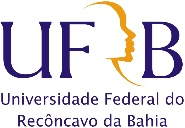 UFRB
Universidade Federal do
Recôncavo da Bahia